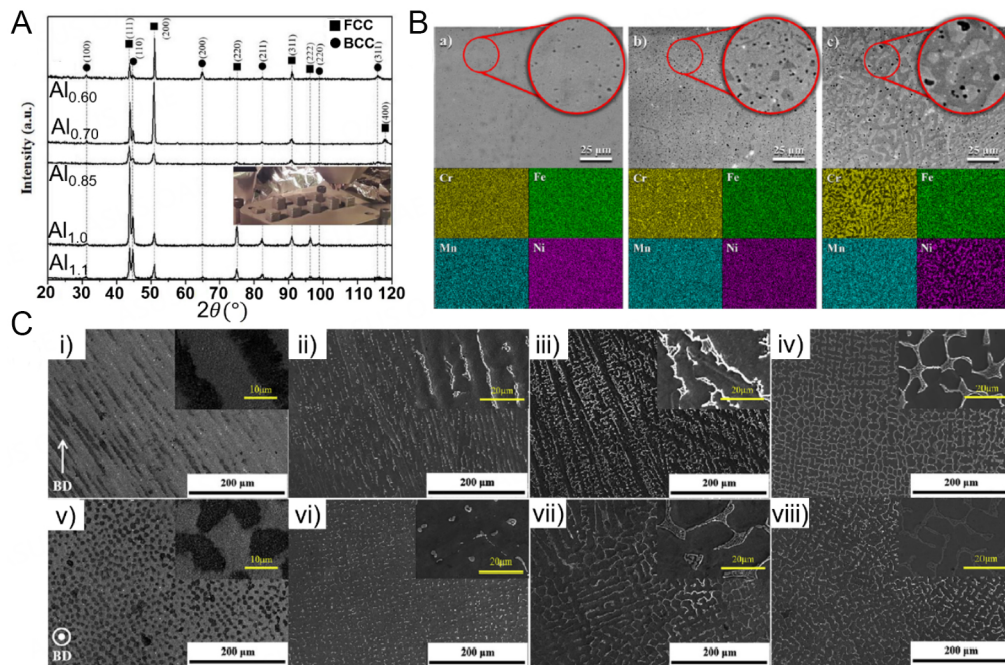 A
■ FCC
● BCC
(100)
(111)
(110)
(200)
(200)
(220)
(211)
(311)
(222)
(220)
(311)
(400)
Al0.60
Al0.70
Al0.85
Al1.0
Al1.1
Intensity (a.u.)
20 30 40 50 60 70 80 90 100 110 120
2θ(°)
B
a)
25 μm
b)
25 μm
c)
25 μm
Cr Fe
Mn Ni
Cr Fe
Mn Ni
Cr Fe
Mn Ni
C
i)
10μm
BD
200 μm
ii)
20μm
200 μm
iii)
20μm
200 μm
iv)
20μm
200 μm
v)
10μm
BD
200 μm
vi)
20μm
200 μm
vii)
20μm
200 μm
viii)
20μm
200 μm